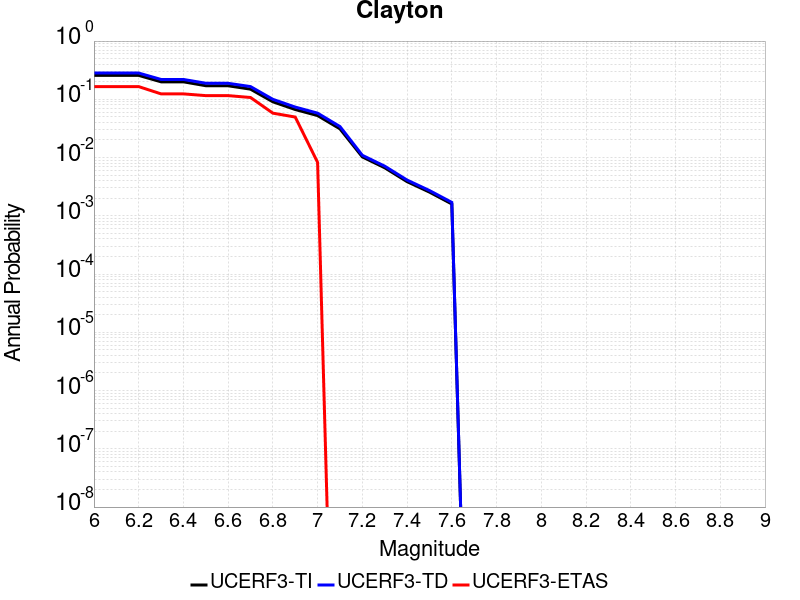 Clayton
10^0
10^-1
10^-2
10^-3
10^-4
10^-5
10^-6
10^-7
10^-8
Annual Probability
6 6.2 6.4 6.6 6.8 7 7.2 7.4 7.6 7.8 8 8.2 8.4 8.6 8.8 9
Magnitude
UCERF3-TI UCERF3-TD UCERF3-ETAS